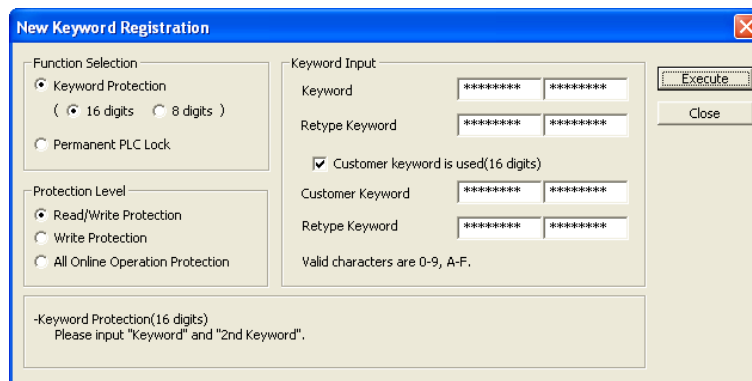 New Keyword Registration
Function Selection
Keyword Protection
( 16 digits 8 digits )
Permanent PLC Lock
Protection Level
Read/Write Protection
Write Protection
All Online Operation Protection
Keyword Input
Keyword ******** ********
Retype Keyword ******** ********
Customer keyword is used(16 digits)
Customer Keyword ******** ********
Retype Keyword ******** ********
Valid characters are 0-9, A-F.
Execute
Close
-Keyword Protection(16 digits)
Please input "Keyword" and "2nd Keyword".